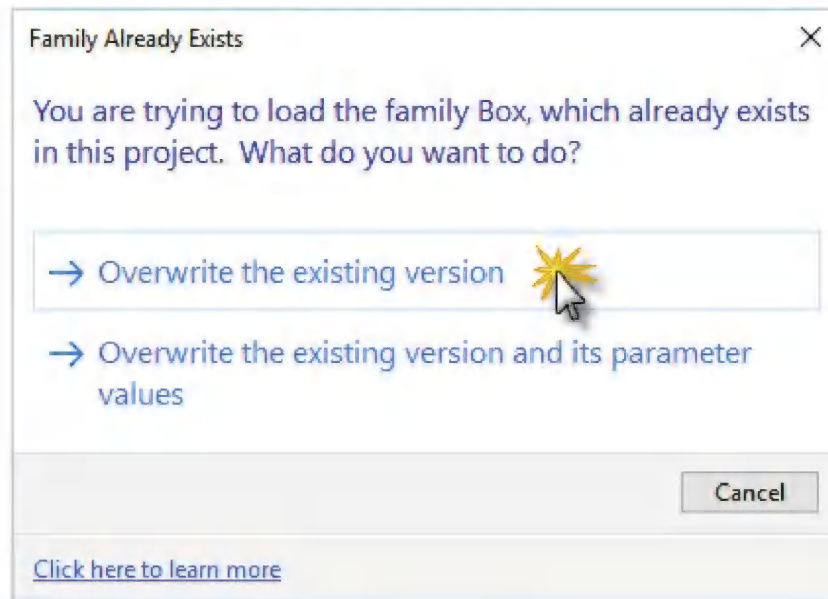 Family Already Exists
You are trying to load the family Box, which already exists
in this project. What do you want to do?
Overwrite the existing version
Overwrite the existing version and its parameter
values
Cancel
Click here to learn more